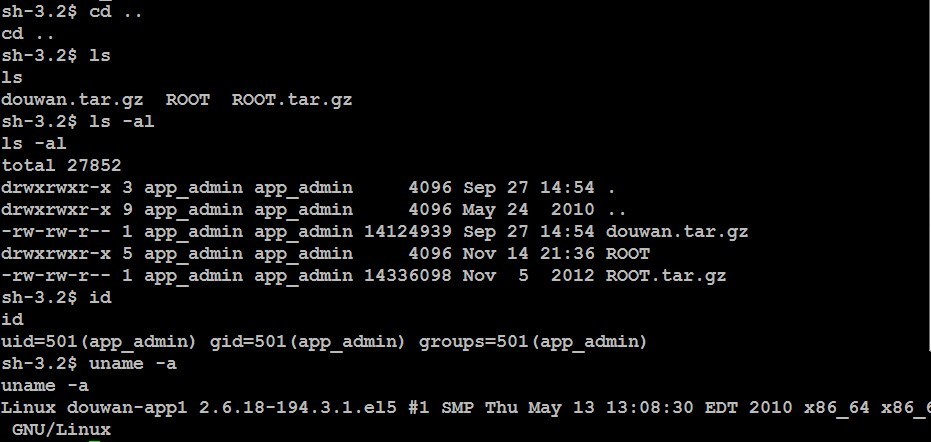 sh-3.2$ cd ..
cd ..
sh-3.2$ ls
ls
douwan.tar.gz  ROOT  ROOT.tar.gz
sh-3.2$ ls -al
ls -al
total 27852
drwxrwxr-x 3 app_admin app_admin     4096 Sep 27 14:54 .
drwxrwxr-x 9 app_admin app_admin     4096 May 24  2010 ..
-rw-rw-r-- 1 app_admin app_admin 14124939 Sep 27 14:54 douwan.tar.gz
drwxrwxr-x 5 app_admin app_admin     4096 Nov 14 21:36 ROOT
-rw-rw-r-- 1 app_admin app_admin 14336098 Nov  5  2012 ROOT.tar.gz
sh-3.2$ id
id
uid=501(app_admin) gid=501(app_admin) groups=501(app_admin)
sh-3.2$ uname -a
uname -a
Linux douwan-app1 2.6.18-194.3.1.el5 #1 SMP Thu May 13 13:08:30 EDT 2010 x86_64 x86_6
 GNU/Linux